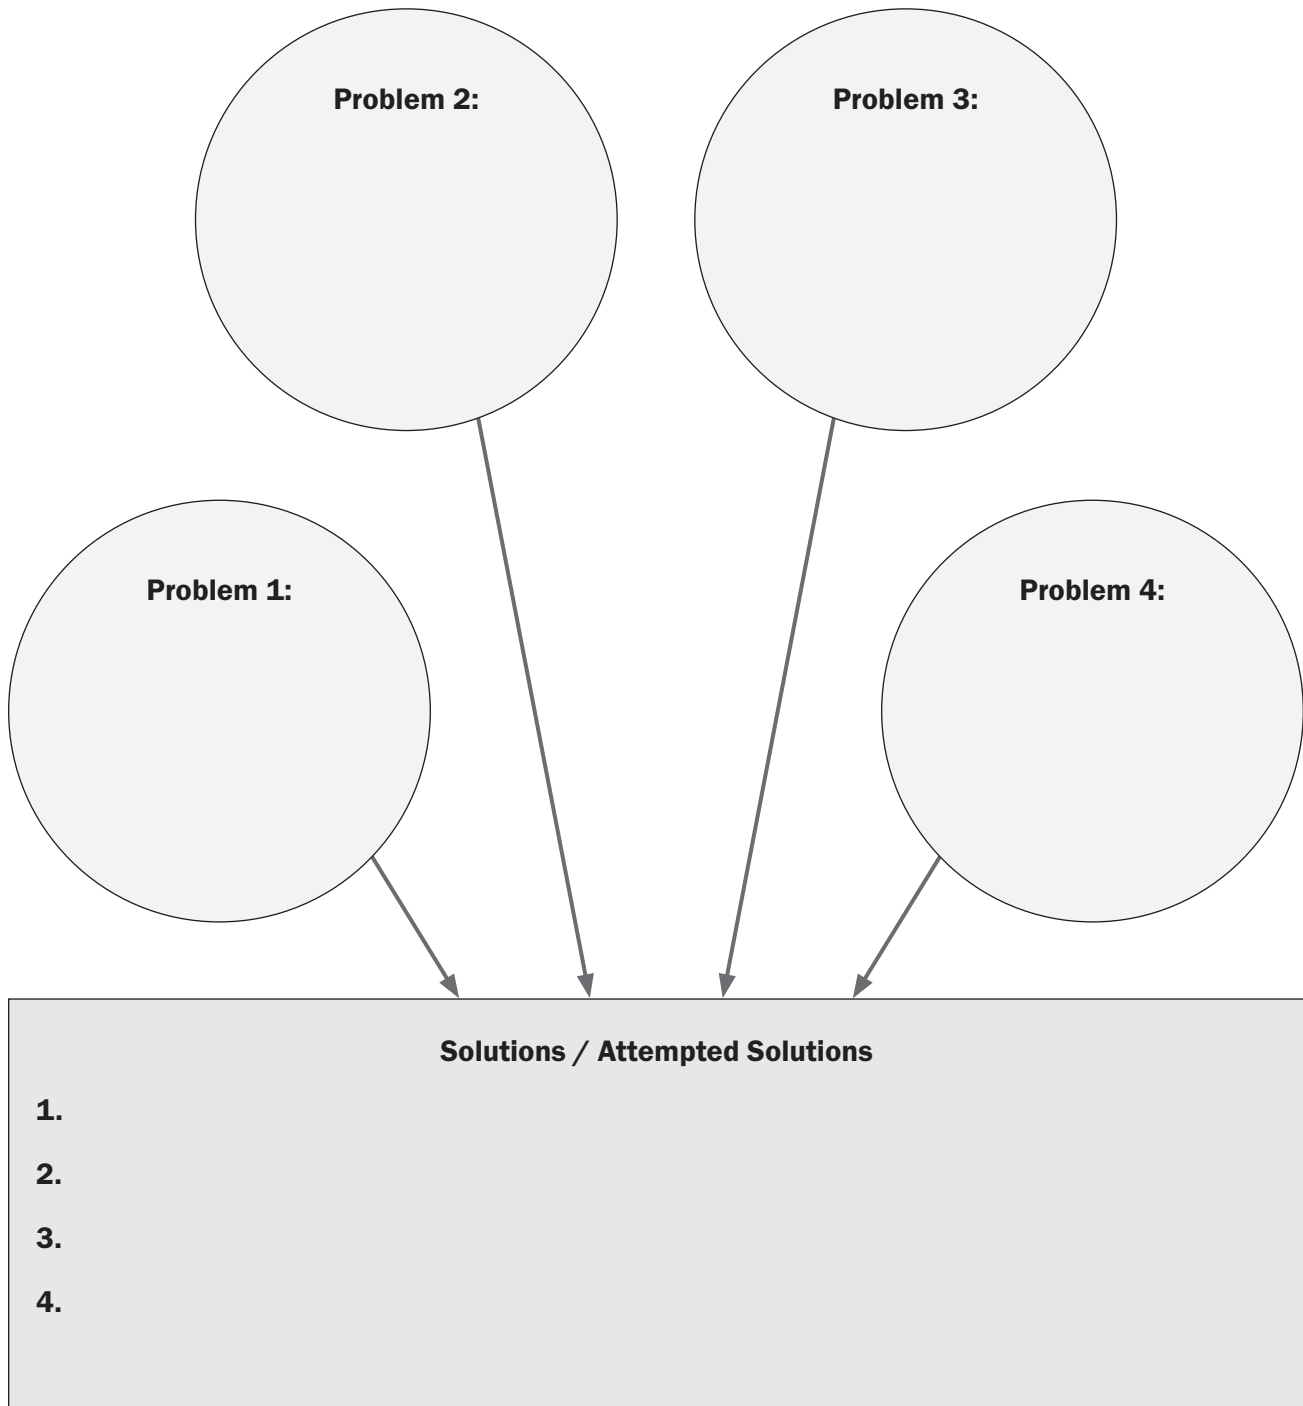 Problem 2:
Problem 3:
Problem 1:
Problem 4:
Solutions / Attempted Solutions
1.
2.
3.
4.